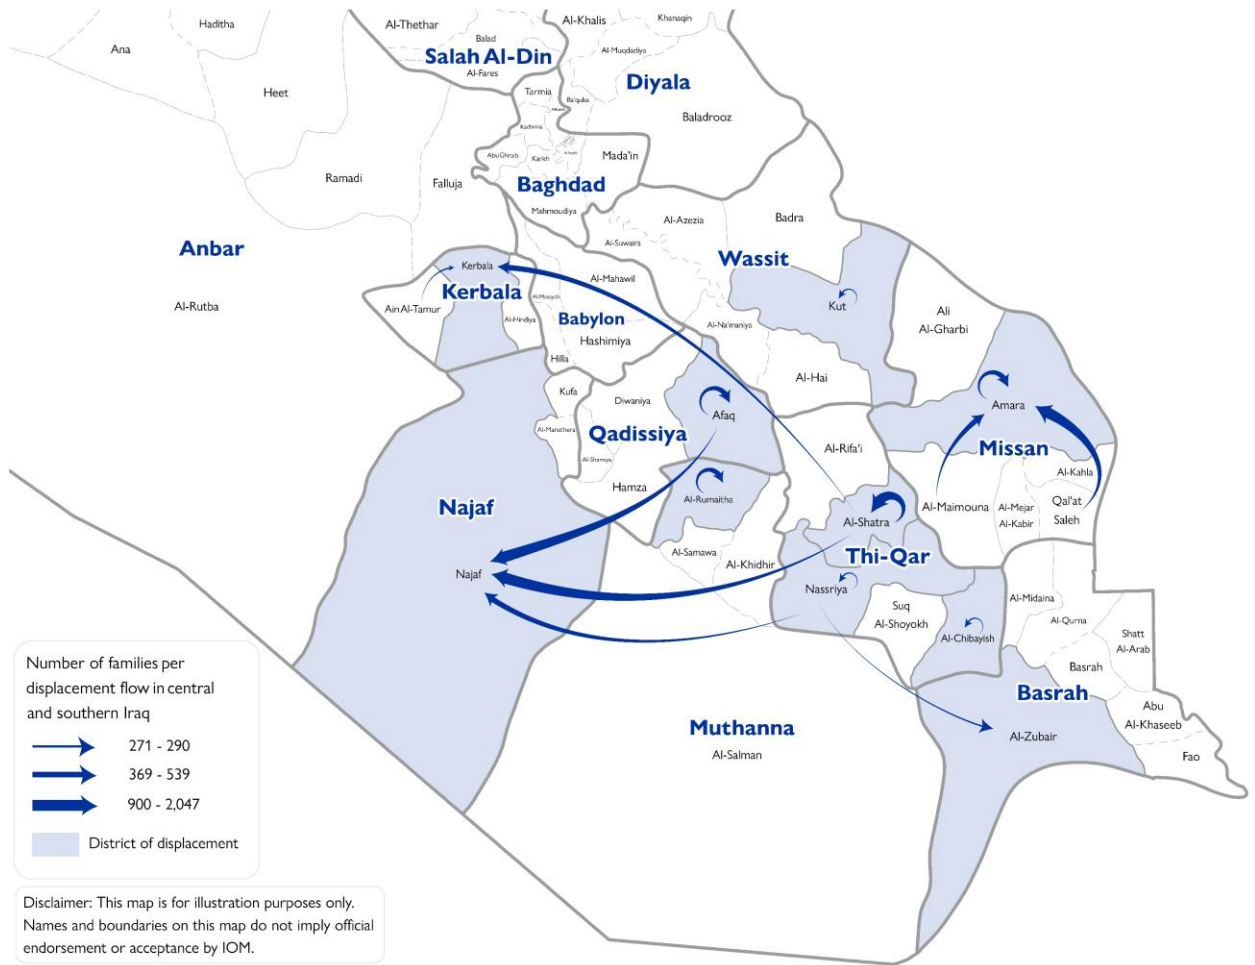 Haditha
Al-Thethar
Al-Khalis
Khanaqin
Ana
Balad
Al-Muqdadiya
Salah Al-Din
Al-Fares
Diyala
Heet
Tarmia
Ba'quba
Baladrooz
Kadhimia
Abu Ghraib
Karkh
Mada'in
Ramadi
Falluja
Baghdad
Mahmoudiya
Al-Azezia
Badra
Anbar
Al-Suwaira
Wassit
Kerbala
Al-Mahawil
Kerbala
Al-Musayab
Al-Rutba
Ain Al-Tamur
Al-Hindiya
Babylon
Kut
Ali
Al-Gharbi
Al-Na'maniya
Hashimiya
Hilla
Al-Hai
Kufa
Diwaniya
Afaq
Amara
Al-Manathera
Qadissiya
Al-Rifa'i
Missan
Al-Shamiya
Al-Kahla
Hamza
Al-Rumaitha
Najaf
Al-Maimouna
Al-Mejar
Al-Kabir
Qal'at
Saleh
Al-Shatra
Al-Samawa
Al-Khidhir
Thi-Qar
Najaf
Nassriya
Suq
Al-Shoyokh
Al-Midaina
Al-Qurna
Al-Chibayish
Shatt
Al-Arab
Basrah
Basrah
Abu
Al-Khaseeb
Muthanna
Al-Salman
Al-Zubair
Fao
Number of families per
displacement flow in central
and southern Iraq
271 - 290
369 - 539
900 - 2,047
District of displacement
Disclaimer: This map is for illustration purposes only.
Names and boundaries on this map do not imply official
endorsement or acceptance by IOM.